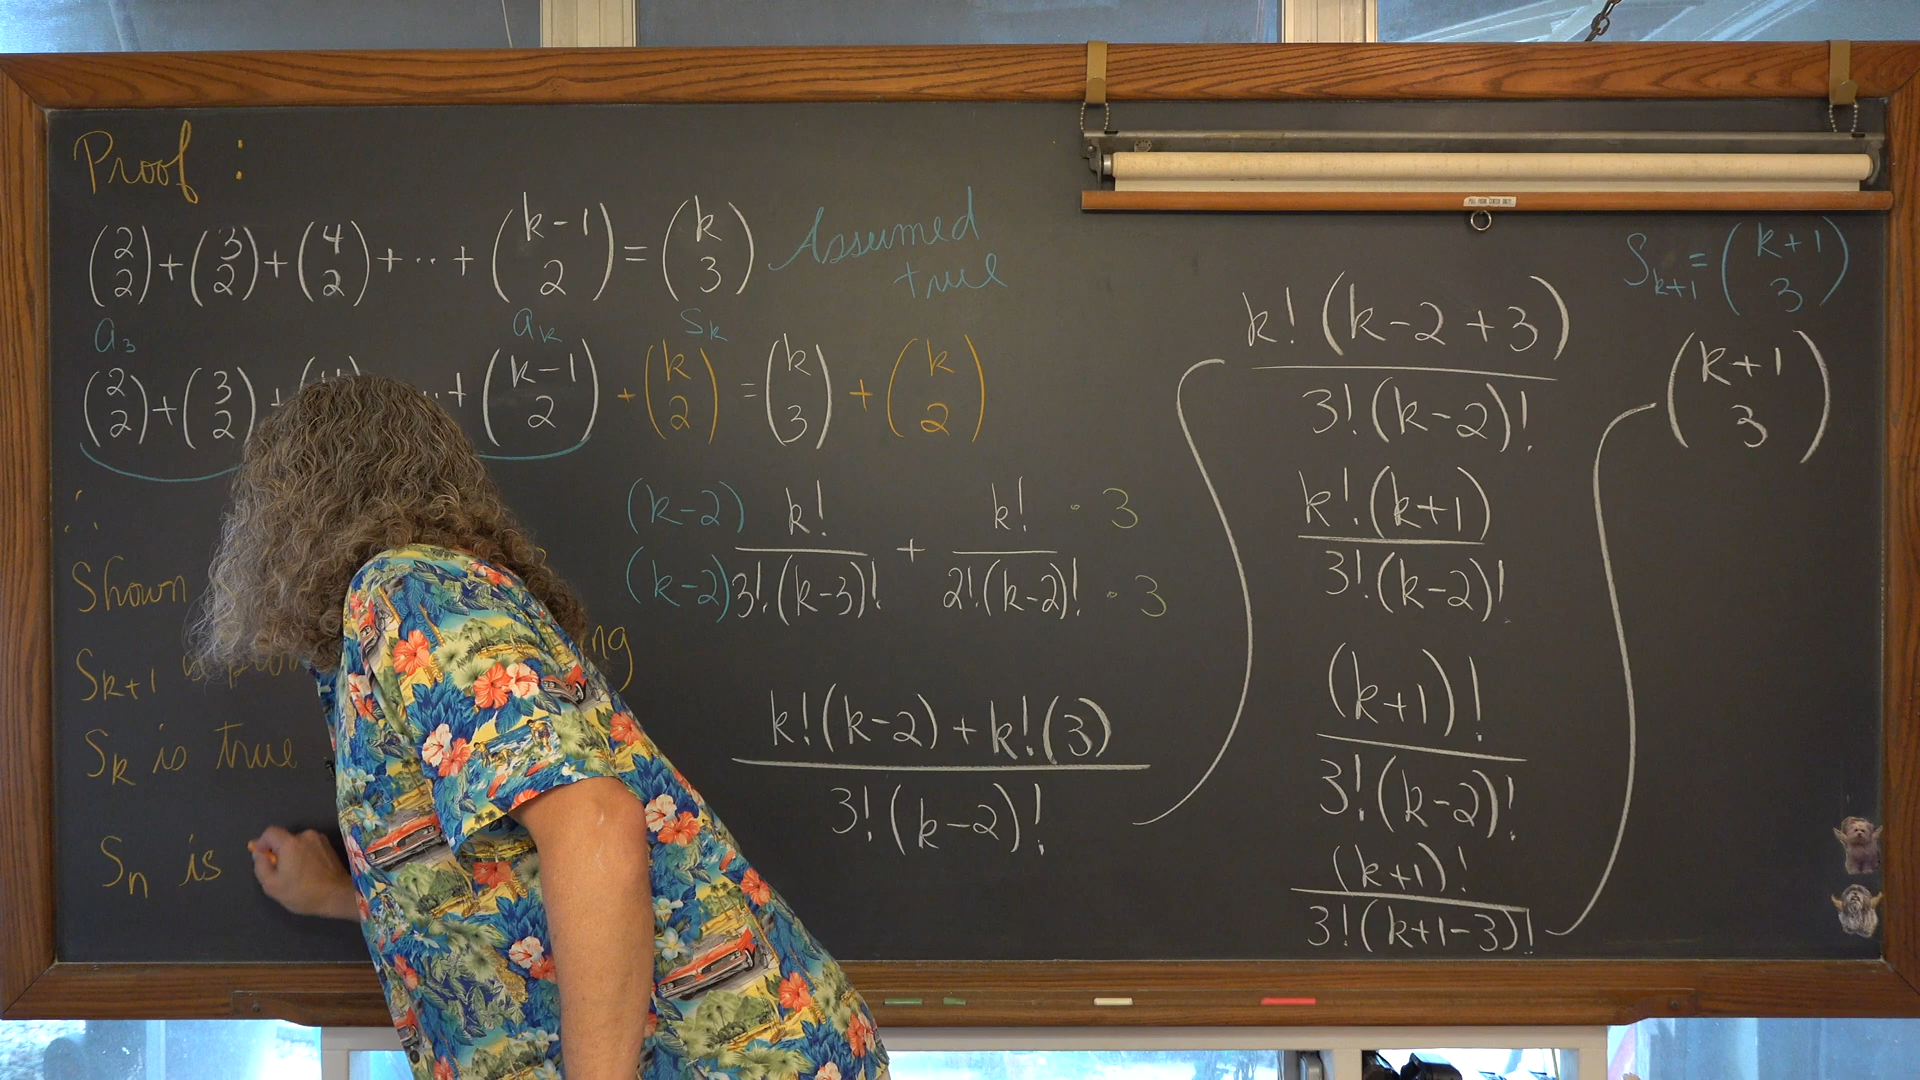 Proof :
(2 2) + (3 2) + (4 2) + ·· + (k-1 2) = (k 3) Assumed true
a₃ aₖ Sₖ
(2 2) + (3 2) + ·· + (k-1 2) + (k 2) = (k 3) + (k 2)
(k-2) k! / (k-2) 3!(k-3)! + k! · 3 / 2!(k-2)! · 3
k!(k-2) + k!(3) / 3!(k-2)!
k!(k-2+3) / 3!(k-2)!
k!(k+1) / 3!(k-2)!
(k+1)! / 3!(k-2)!
(k+1)! / 3!(k+1-3)!
Sₖ₊₁ = (k+1 3)
(k+1 3)
∴
Shown
Sₖ₊₁ is
Sₖ is true
Sₙ is